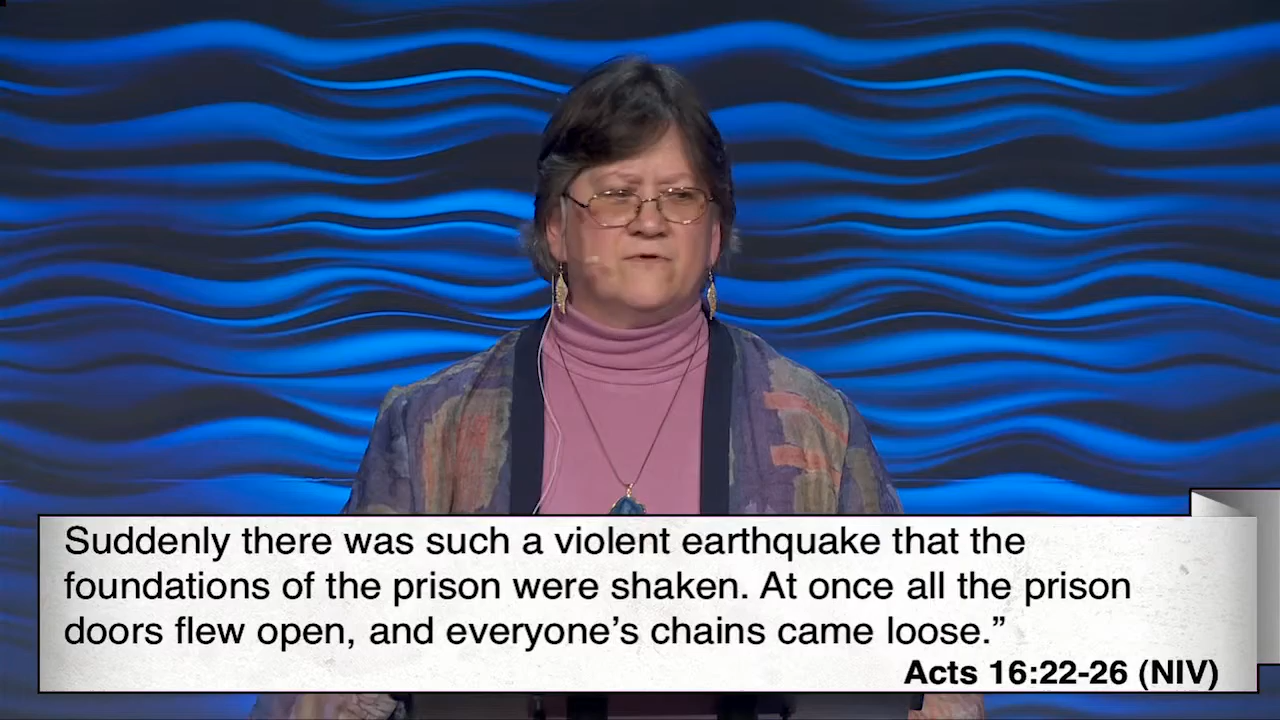 Suddenly there was such a violent earthquake that the
foundations of the prison were shaken. At once all the prison
doors flew open, and everyone’s chains came loose.”
Acts 16:22-26 (NIV)